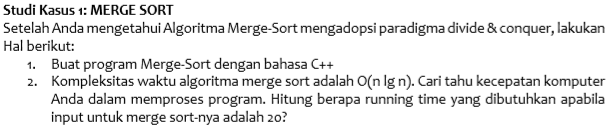 Studi Kasus 1: MERGE SORT
Setelah Anda mengetahui Algoritma Merge-Sort mengadopsi paradigma divide & conquer, lakukan
Hal berikut:
1. Buat program Merge-Sort dengan bahasa C++
2. Kompleksitas waktu algoritma merge sort adalah O(n lg n). Cari tahu kecepatan komputer
Anda dalam memproses program. Hitung berapa running time yang dibutuhkan apabila
input untuk merge sort-nya adalah 20?